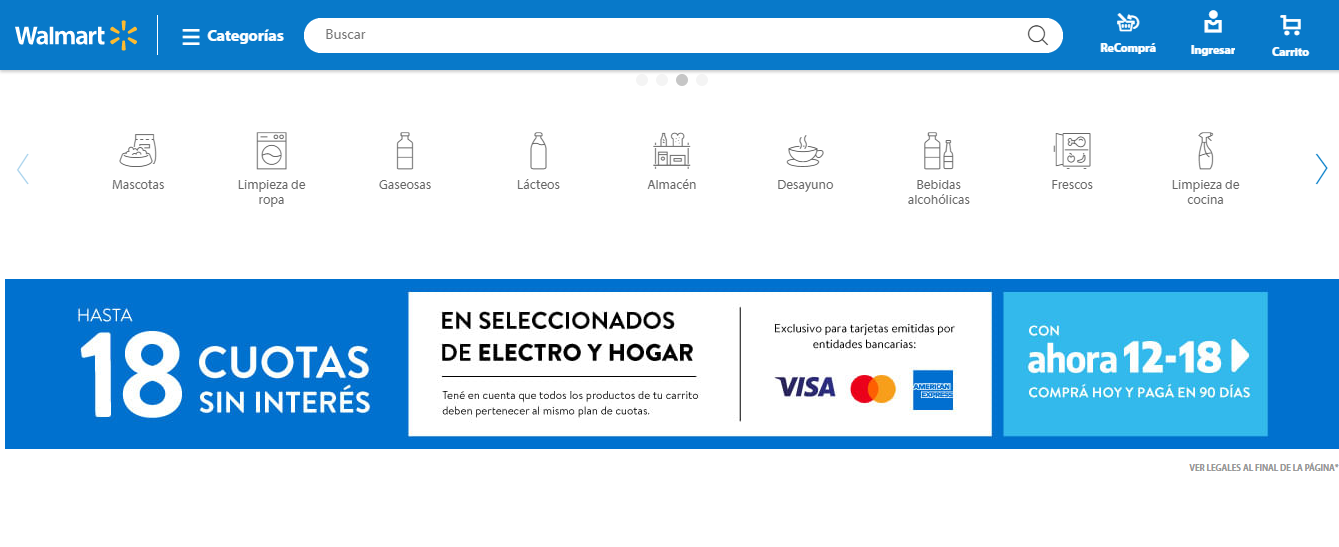 Walmart
Categorías
Buscar
ReComprá
Ingresar
Carrito
Mascotas
Limpieza de
ropa
Gaseosas
Lácteos
Almacén
Desayuno
Bebidas
alcohólicas
Frescos
Limpieza de
cocina
HASTA
18 CUOTAS
SIN INTERÉS
EN SELECCIONADOS
DE ELECTRO Y HOGAR
Tené en cuenta que todos los productos de tu carrito
deben pertenecer al mismo plan de cuotas.
Exclusivo para tarjetas emitidas por
entidades bancarias:
VISA
AMERICAN
EXPRESS
CON
ahora 12-18
COMPRÁ HOY Y PAGÁ EN 90 DÍAS
VER LEGALES AL FINAL DE LA PÁGINA*